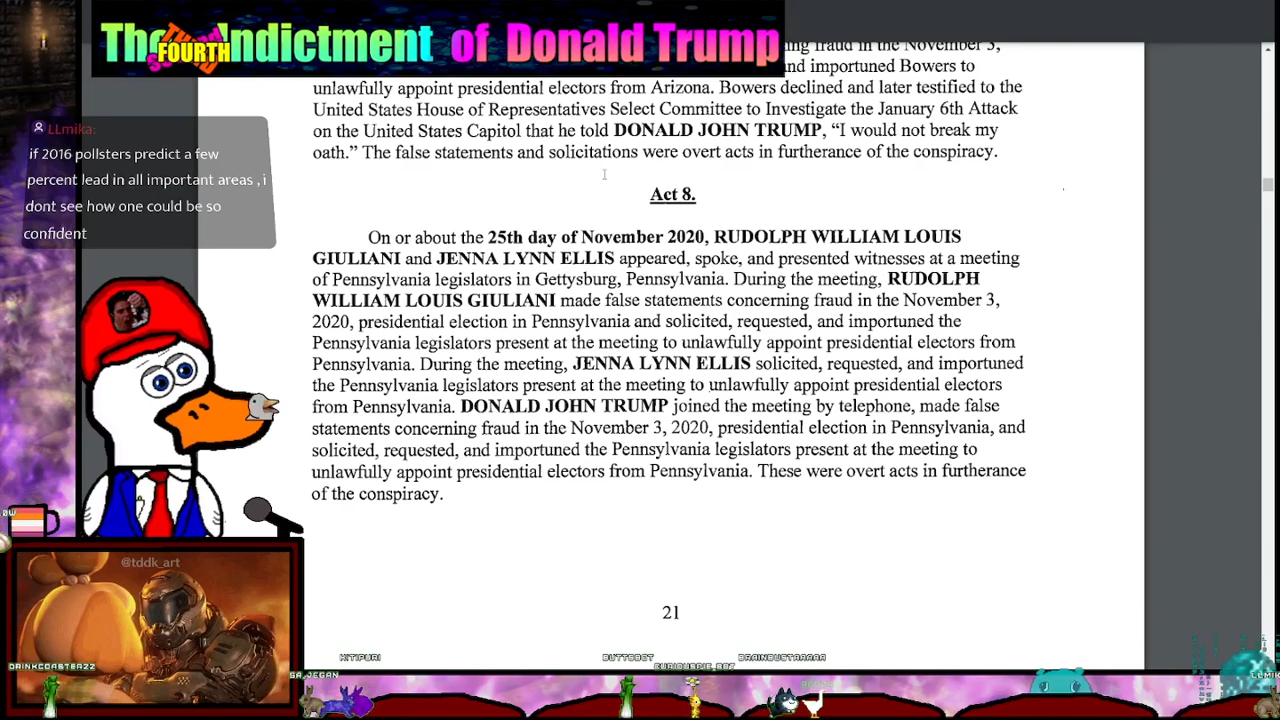 The Indictment of Donald Trump
FOURTH
LLmika:
if 2016 pollsters predict a few
percent lead in all important areas , i
dont see how one could be so
confident
ing fraud in the November 3,
and importuned Bowers to
unlawfully appoint presidential electors from Arizona. Bowers declined and later testified to the
United States House of Representatives Select Committee to Investigate the January 6th Attack
on the United States Capitol that he told DONALD JOHN TRUMP, “I would not break my
oath.” The false statements and solicitations were overt acts in furtherance of the conspiracy.
Act 8.
On or about the 25th day of November 2020, RUDOLPH WILLIAM LOUIS
GIULIANI and JENNA LYNN ELLIS appeared, spoke, and presented witnesses at a meeting
of Pennsylvania legislators in Gettysburg, Pennsylvania. During the meeting, RUDOLPH
WILLIAM LOUIS GIULIANI made false statements concerning fraud in the November 3,
2020, presidential election in Pennsylvania and solicited, requested, and importuned the
Pennsylvania legislators present at the meeting to unlawfully appoint presidential electors from
Pennsylvania. During the meeting, JENNA LYNN ELLIS solicited, requested, and importuned
the Pennsylvania legislators present at the meeting to unlawfully appoint presidential electors
from Pennsylvania. DONALD JOHN TRUMP joined the meeting by telephone, made false
statements concerning fraud in the November 3, 2020, presidential election in Pennsylvania, and
solicited, requested, and importuned the Pennsylvania legislators present at the meeting to
unlawfully appoint presidential electors from Pennsylvania. These were overt acts in furtherance
of the conspiracy.
21
@tddk_art
DRINKCOASTER22
KITIPURI
BUTTSBOT